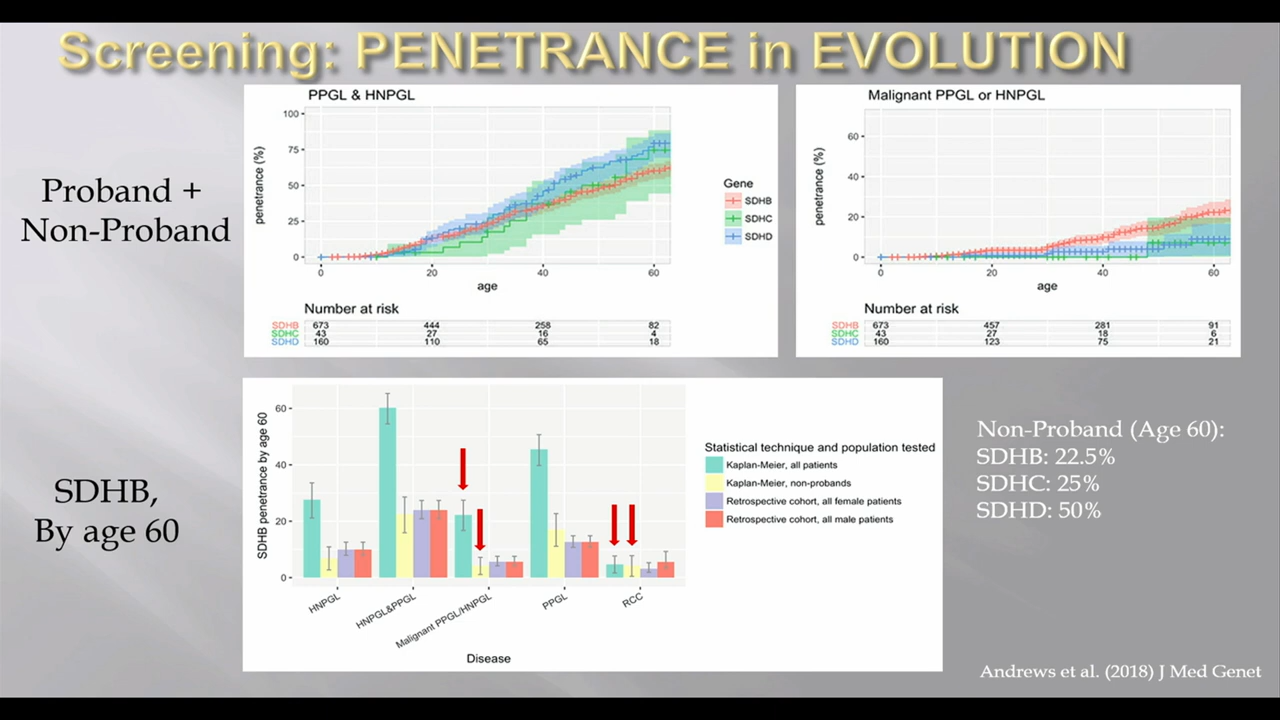 Screening: PENETRANCE in EVOLUTION
Proband +
Non-Proband
PPGL & HNPGL
penetrance (%)
100
75
50
25
0
0 20 40 60
age
Gene
SDHB
SDHC
SDHD
Number at risk
SDHB 673 444 258 82
SDHC 43 27 16 4
SDHD 160 110 65 18
Malignant PPGL or HNPGL
penetrance (%)
60
40
20
0
0 20 40 60
age
Number at risk
SDHB 673 457 281 91
SDHC 43 27 18 6
SDHD 160 123 75 21
SDHB,
By age 60
SDHB penetrance by age 60
60
40
20
0
HNPGL
HNPGL&PPGL
Malignant PPGL/HNPGL
PPGL
RCC
Disease
Statistical technique and population tested
Kaplan-Meier, all patients
Kaplan-Meier, non-probands
Retrospective cohort, all female patients
Retrospective cohort, all male patients
Non-Proband (Age 60):
SDHB: 22.5%
SDHC: 25%
SDHD: 50%
Andrews et al. (2018) J Med Genet